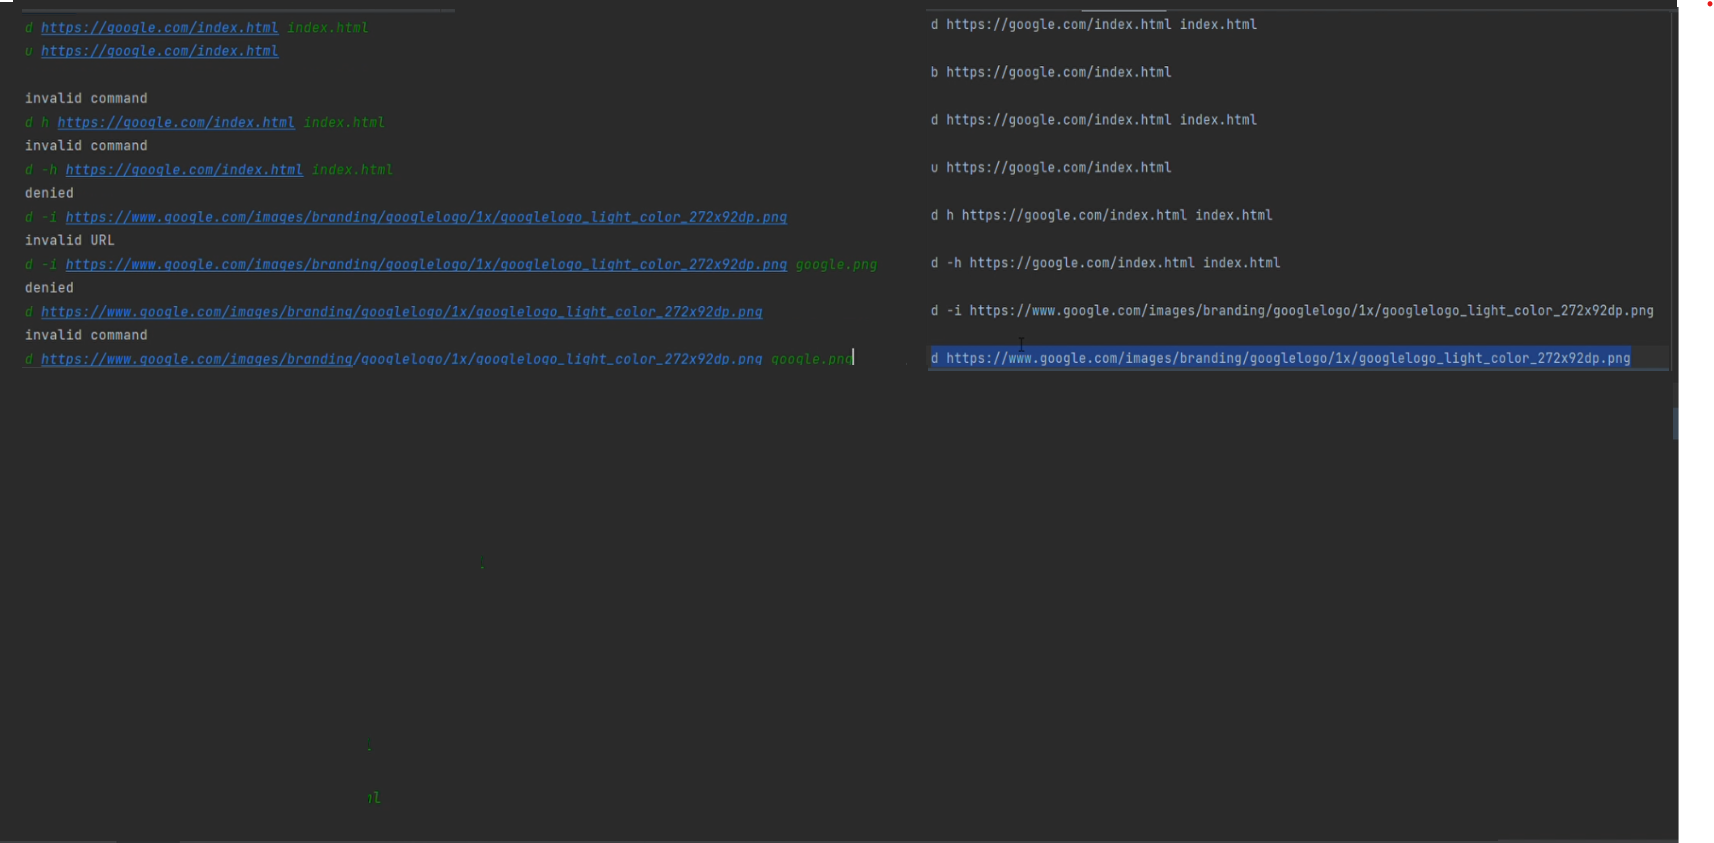 d https://google.com/index.html index.html
u https://google.com/index.html
invalid command
d h https://google.com/index.html index.html
invalid command
d -h https://google.com/index.html index.html
denied
d -i https://www.google.com/images/branding/googlelogo/1x/googlelogo_light_color_272x92dp.png
invalid URL
d -i https://www.google.com/images/branding/googlelogo/1x/googlelogo_light_color_272x92dp.png google.png
denied
d https://www.google.com/images/branding/googlelogo/1x/googlelogo_light_color_272x92dp.png
invalid command
d https://www.google.com/images/branding/googlelogo/1x/googlelogo_light_color_272x92dp.png google.png
d https://google.com/index.html index.html
b https://google.com/index.html
d https://google.com/index.html index.html
u https://google.com/index.html
d h https://google.com/index.html index.html
d -h https://google.com/index.html index.html
d -i https://www.google.com/images/branding/googlelogo/1x/googlelogo_light_color_272x92dp.png
d https://www.google.com/images/branding/googlelogo/1x/googlelogo_light_color_272x92dp.png